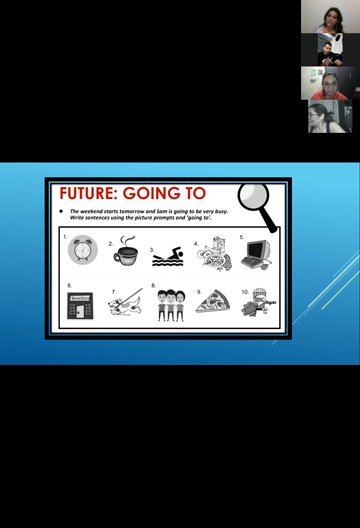 FUTURE: GOING TO
The weekend starts tomorrow and Sam is going to be very busy.
Write sentences using the picture prompts and 'going to'.
1. 2. 3. 4. 5.
6. 7. 8. 9. 10.